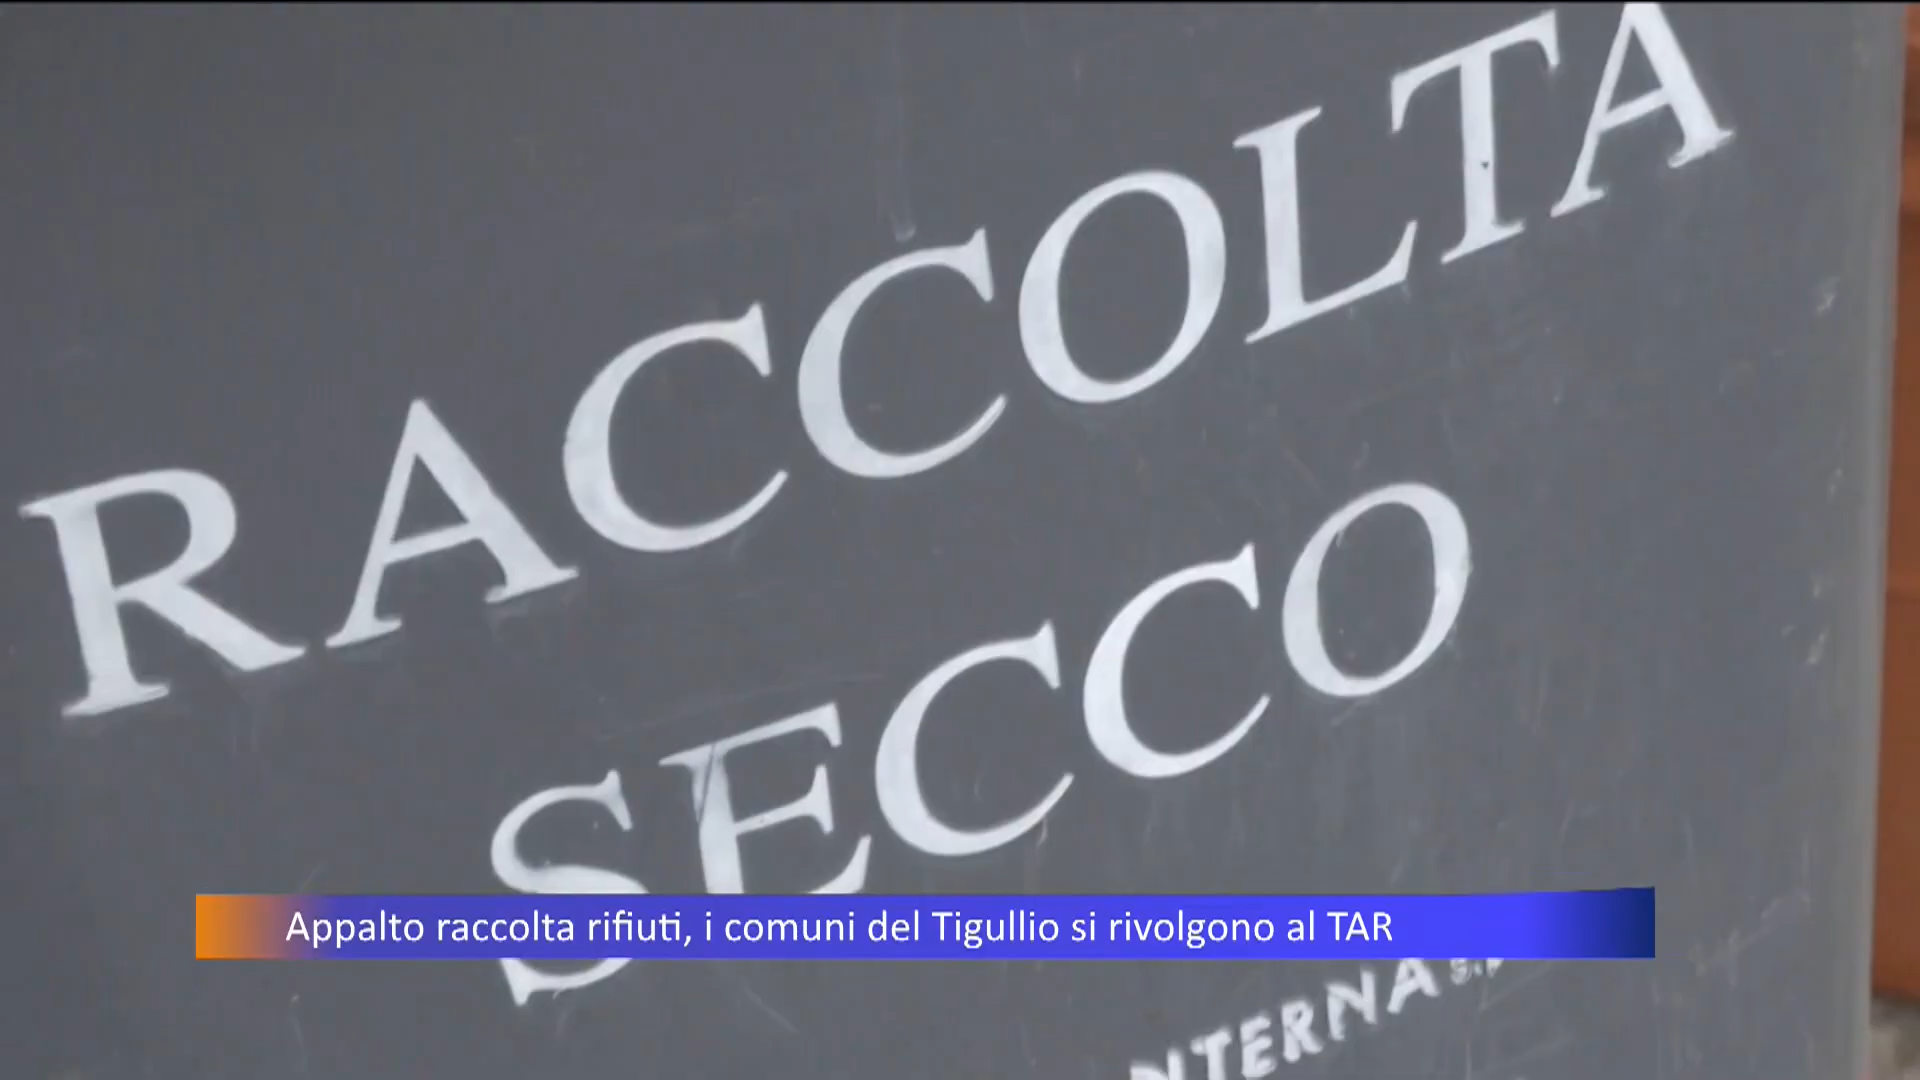 RACCOLTA
SECCO
Appalto raccolta rifiuti, i comuni del Tigullio si rivolgono al TAR